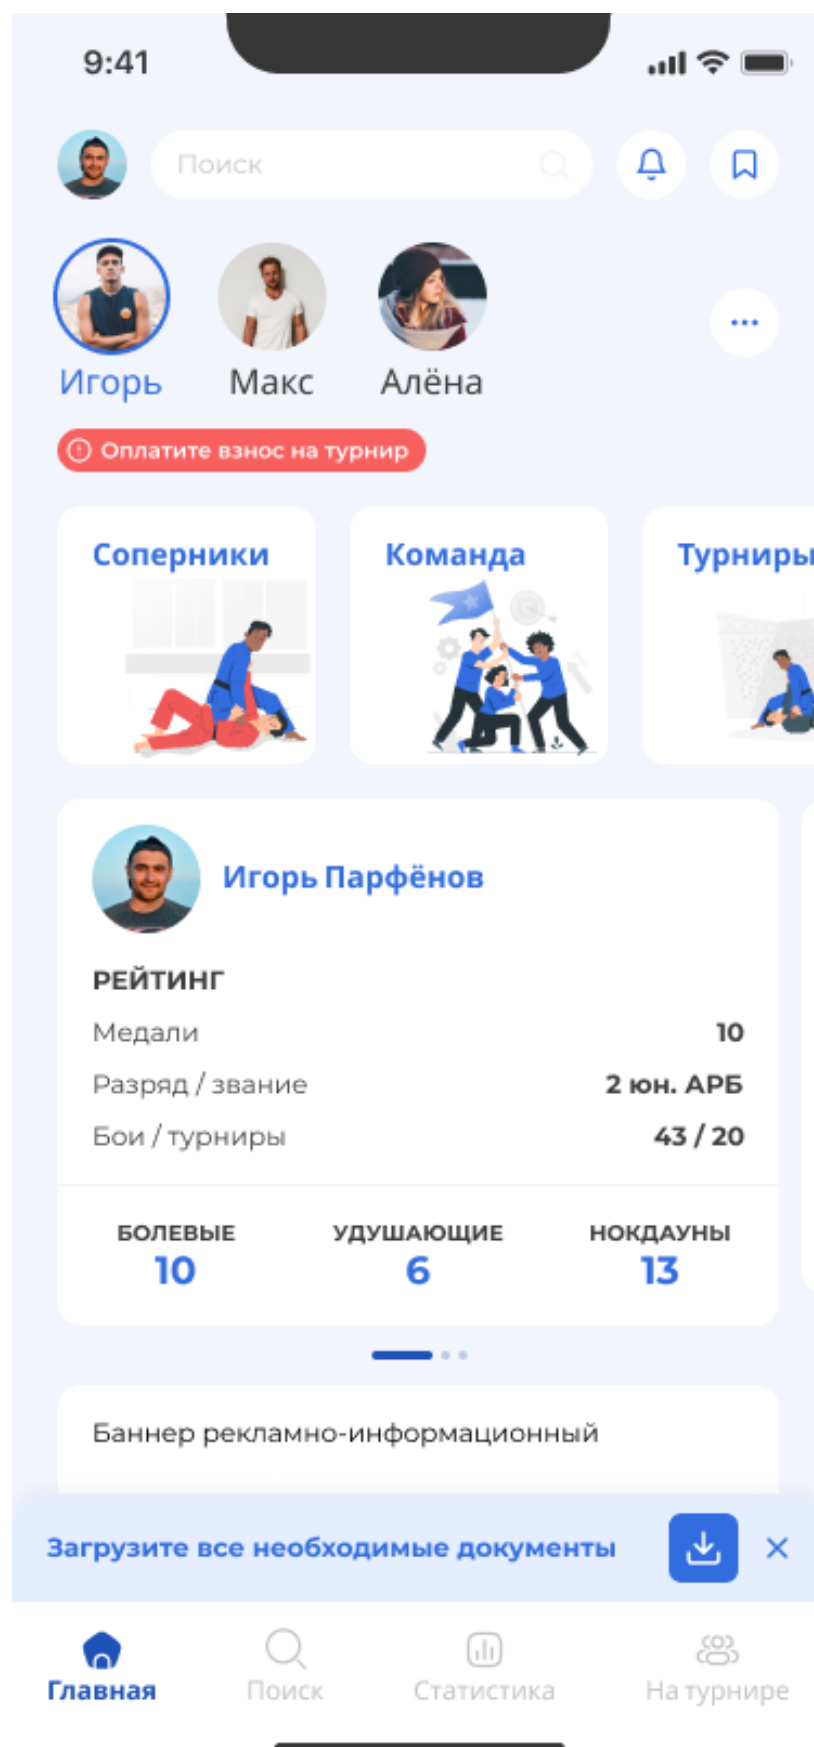 9:41
Поиск
Игорь
Макс
Алёна
Оплатите взнос на турнир
Соперники
Команда
Турниры
Игорь Парфёнов
РЕЙТИНГ
Медали 10
Разряд / звание 2 юн. АРБ
Бои / турниры 43 / 20
БОЛЕВЫЕ УДУШАЮЩИЕ НОКДАУНЫ
10 6 13
Баннер рекламно-информационный
Загрузите все необходимые документы
Главная Поиск Статистика На турнире